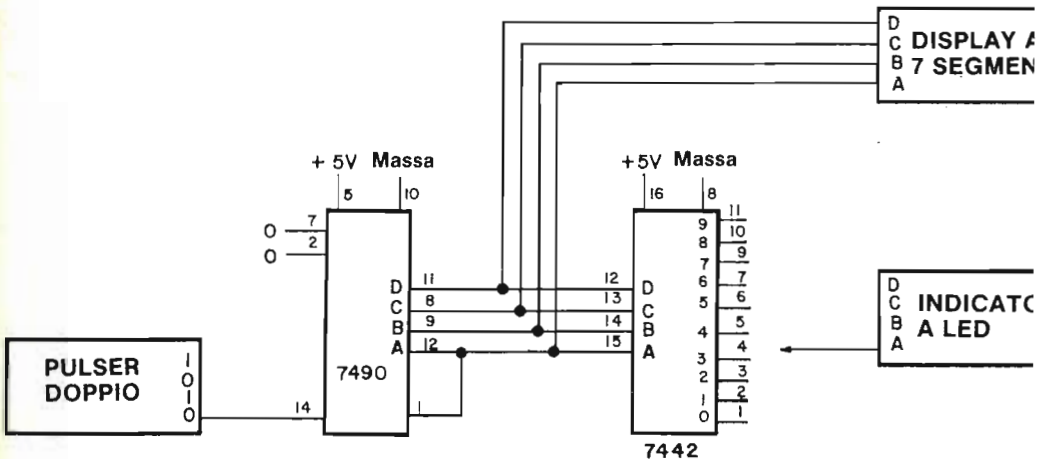 D
C
B
A
DISPLAY A
7 SEGMEN
+ 5V Massa
5 10
7
0
2
0
D 11
C 8
B 9
A 12
7490
14
1
PULSER
DOPPIO
1
0
1
0
+5V Massa
16 8
12 D
13 C
14 B
15 A
9 11
8 10
7 9
6 7
5 6
4 5
3 4
2 3
1 2
0 1
7442
D
C
B
A
INDICATO
A LED